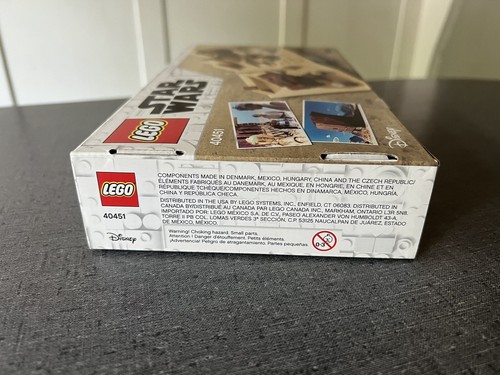 STAR
WARS
LEGO
40451
Disney
LEGO
40451
Disney
COMPONENTS MADE IN DENMARK, MEXICO, HUNGARY, CHINA AND THE CZECH REPUBLIC/
ÉLÉMENTS FABRIQUÉS AU DANEMARK, AU MEXIQUE, EN HONGRIE, EN CHINE ET EN
RÉPUBLIQUE TCHÈQUE/COMPONENTES HECHOS EN DINAMARCA, MÉXICO, HUNGRÍA,
CHINA Y REPÚBLICA CHECA.
DISTRIBUTED IN THE USA BY LEGO SYSTEMS, INC., ENFIELD, CT 06083. DISTRIBUTED IN
CANADA BY/DISTRIBUÉ AU CANADA PAR LEGO CANADA INC., MARKHAM, ONTARIO L3R 5N8.
IMPORTADO POR: LEGO MÉXICO S.A. DE C.V., PASEO ALEXANDER VON HUMBOLDT 43-A,
TORRE II PB COL. LOMAS VERDES 3ª SECCIÓN, C.P. 53125 NAUCALPAN DE JUAREZ, ESTADO
DE MÉXICO, MÉXICO.
Warning! Choking hazard. Small parts.
Attention ! Danger d'étouffement. Petits éléments.
¡Advertencia! Peligro de atragantamiento. Partes pequeñas.
0-3